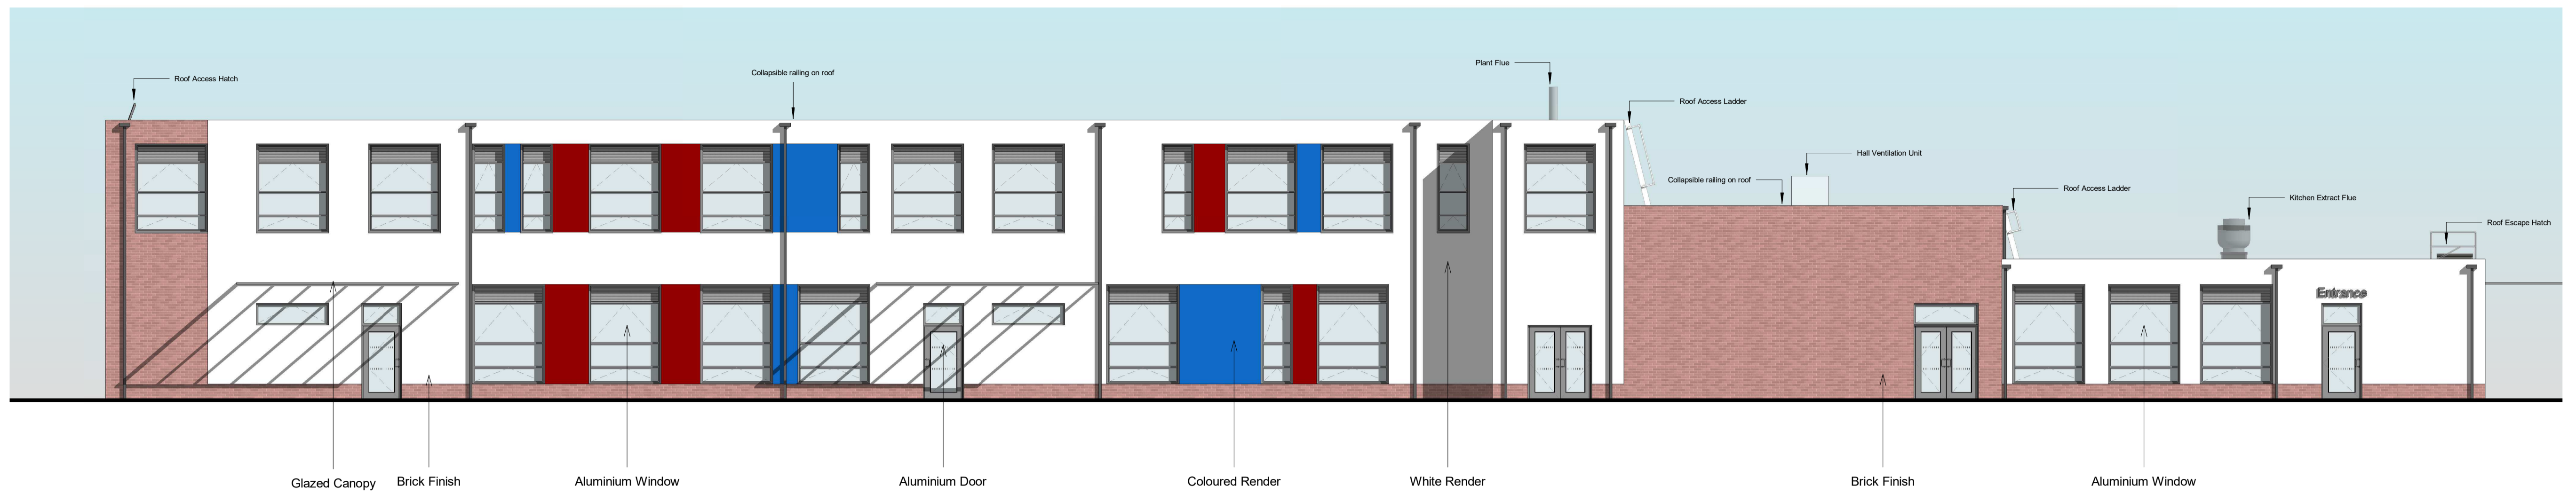 Plant Flue
Collapsible railing on roof
Roof Access Hatch
Roof Access Ladder
Hall Ventilation Unit
Collapsible railing on roof
Roof Access Ladder
Kitchen Extract Flue
Roof Escape Hatch
Entrance
Glazed Canopy
Brick Finish
Aluminium Window
Aluminium Door
Coloured Render
White Render
Brick Finish
Aluminium Window